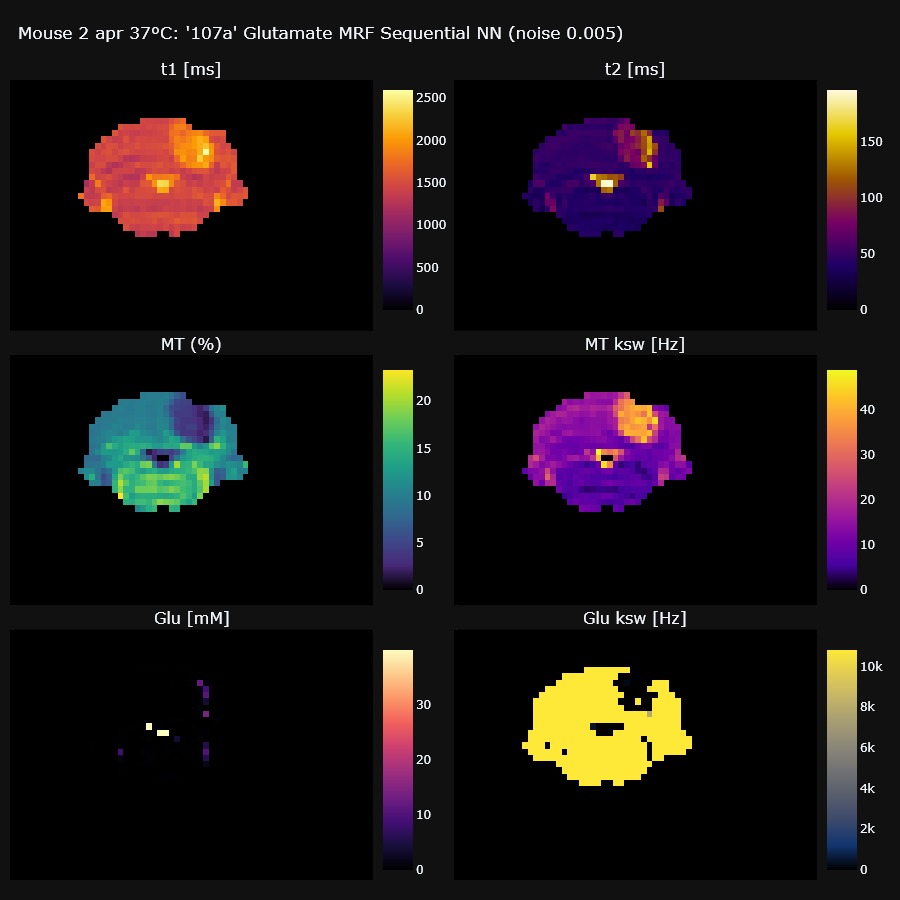 Mouse 2 apr 37ºC: '107a' Glutamate MRF Sequential NN (noise 0.005)
t1 [ms]
t2 [ms]
2500
2000
1500
1000
500
0
150
100
50
0
MT (%)
MT ksw [Hz]
20
15
10
5
0
40
30
20
10
0
Glu [mM]
Glu ksw [Hz]
30
20
10
0
10k
8k
6k
4k
2k
0